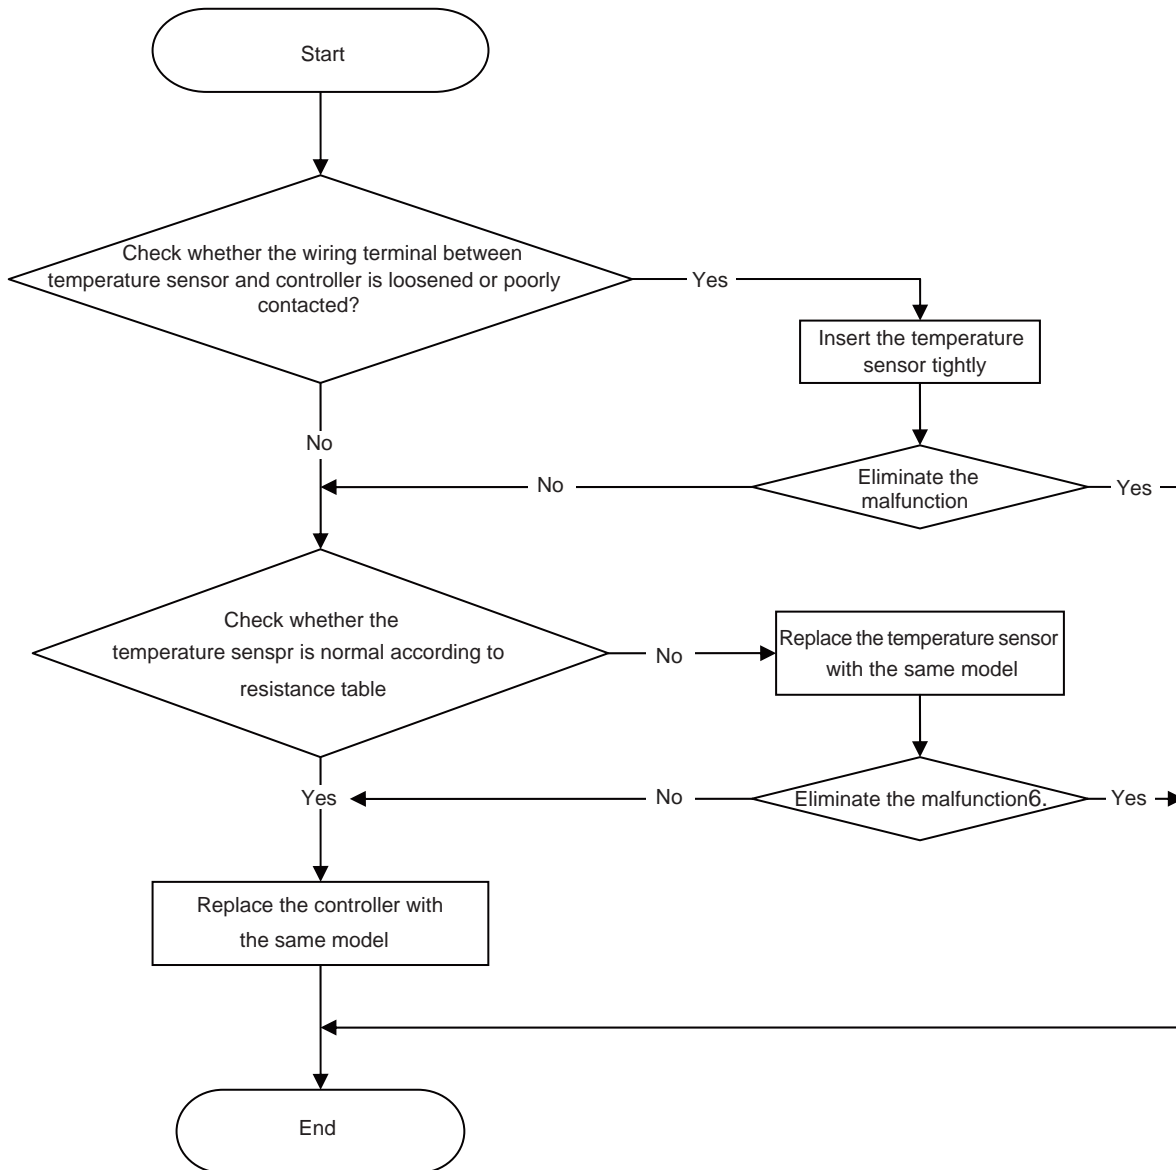 Start
Check whether the wiring terminal between
temperature sensor and controller is loosened or poorly
contacted?
Yes
Insert the temperature
sensor tightly
No
Eliminate the
malfunction
No
Yes
Check whether the
temperature senspr is normal according to
resistance table
No
Replace the temperature sensor
with the same model
Yes
No
Eliminate the malfunction6.
Yes
Replace the controller with
the same model
End